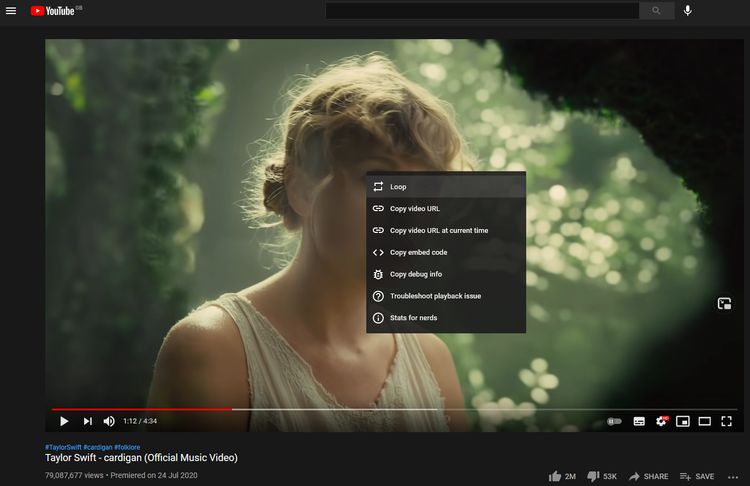 YouTube GB
Loop
Copy video URL
Copy video URL at current time
Copy embed code
Copy debug info
Troubleshoot playback issue
Stats for nerds
1:12 / 4:34
HD
#TaylorSwift #cardigan #folklore
Taylor Swift - cardigan (Official Music Video)
79,087,677 views • Premiered on 24 Jul 2020
2M 53K SHARE SAVE